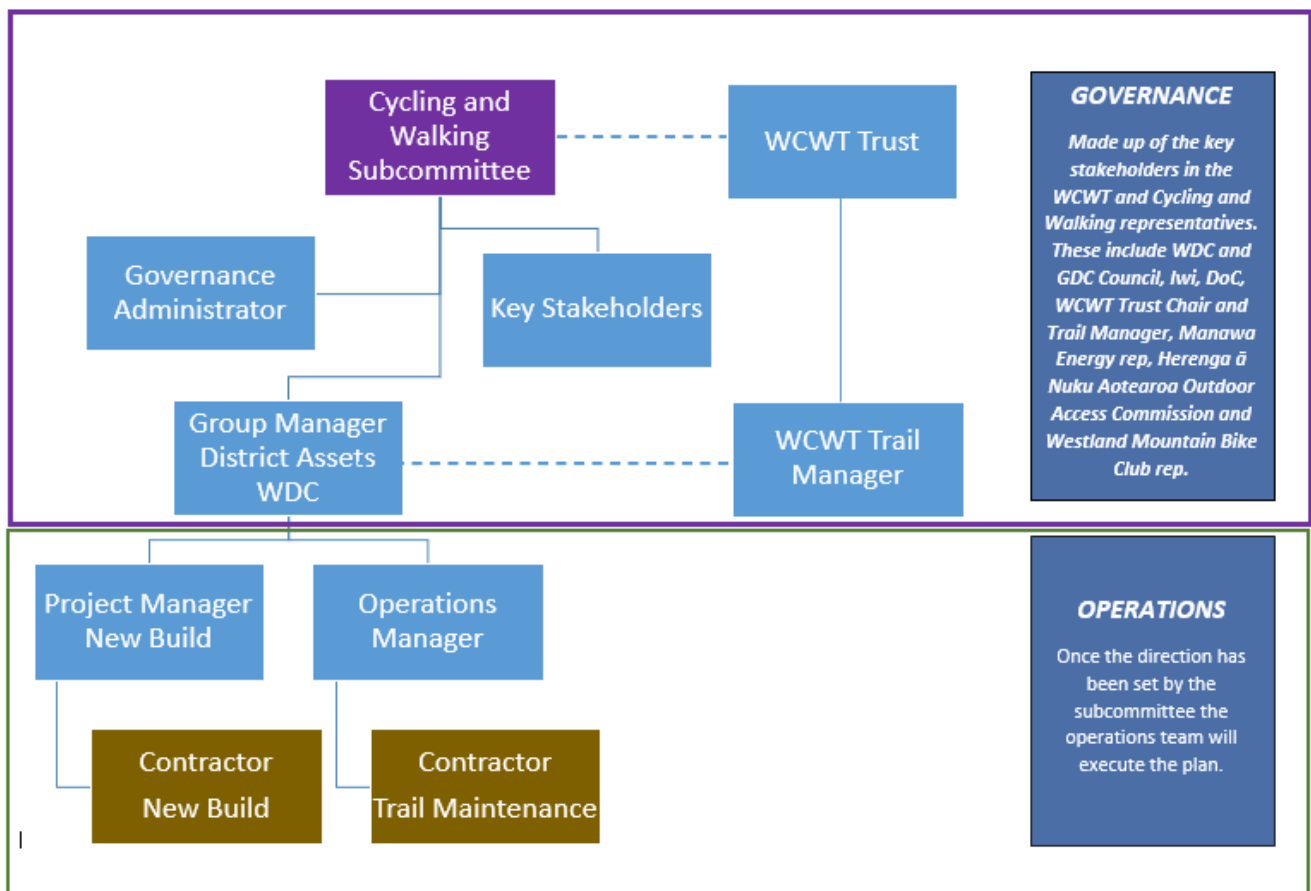 Cycling and
Walking
Subcommittee
WCWT Trust
Governance
Administrator
Key Stakeholders
Group Manager
District Assets
WDC
WCWT Trail
Manager
GOVERNANCE
Made up of the key
stakeholders in the
WCWT and Cycling and
Walking representatives.
These include WDC and
GDC Council, Iwi, DoC,
WCWT Trust Chair and
Trail Manager, Manawa
Energy rep, Herenga ā
Nuku Aotearoa Outdoor
Access Commission and
Westland Mountain Bike
Club rep.
Project Manager
New Build
Operations
Manager
Contractor
New Build
Contractor
Trail Maintenance
OPERATIONS
Once the direction has
been set by the
subcommittee the
operations team will
execute the plan.